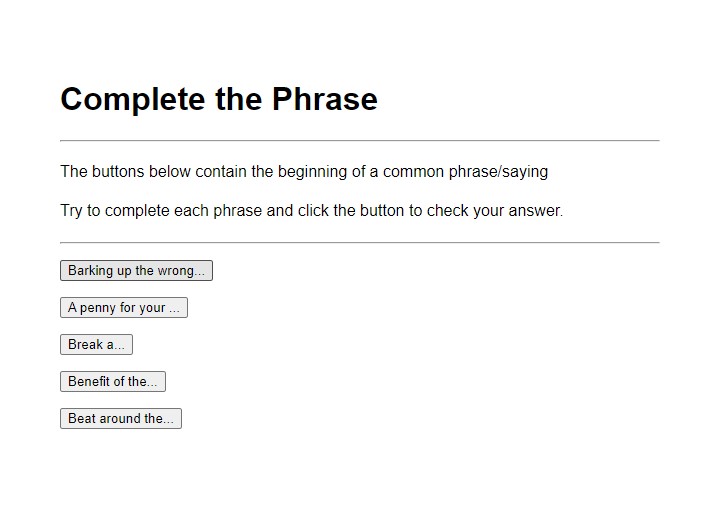 Complete the Phrase
The buttons below contain the beginning of a common phrase/saying
Try to complete each phrase and click the button to check your answer.
Barking up the wrong...
A penny for your ...
Break a...
Benefit of the...
Beat around the...